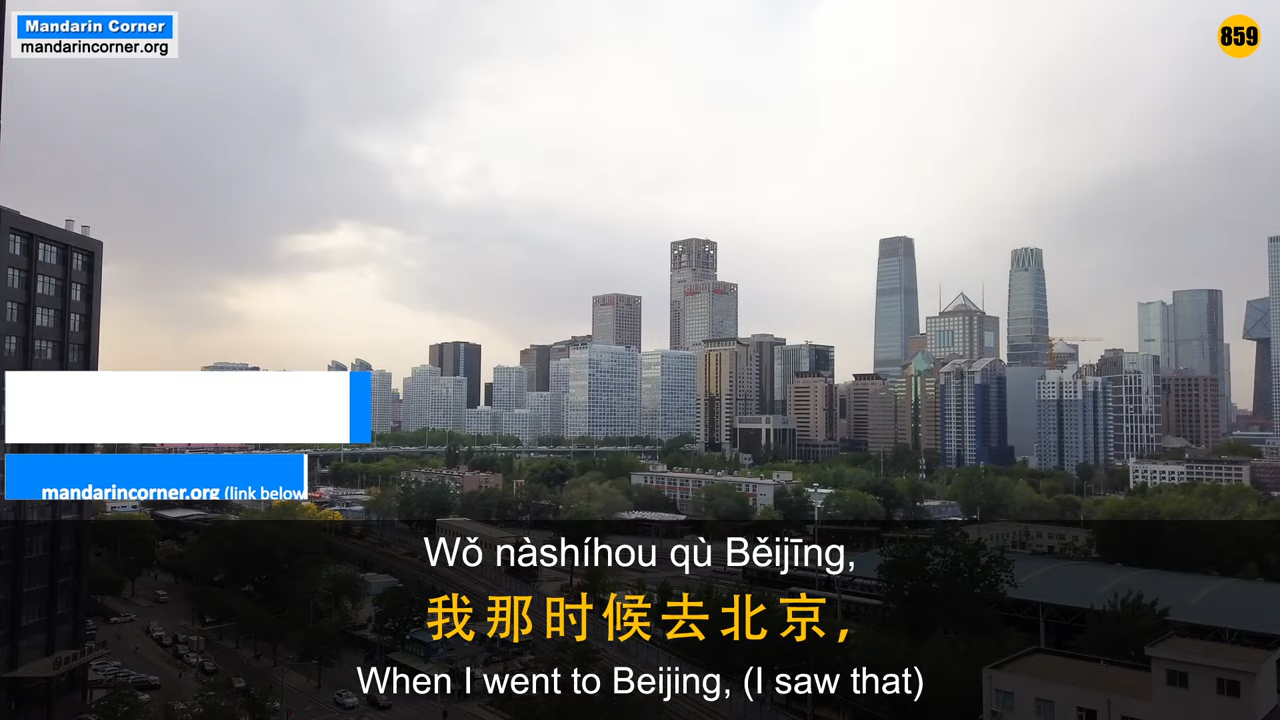 Mandarin Corner
mandarincorner.org
859
mandarincorner.org (link below
Wǒ nàshíhou qù Běijīng,
我那时候去北京,
When I went to Beijing, (I saw that)